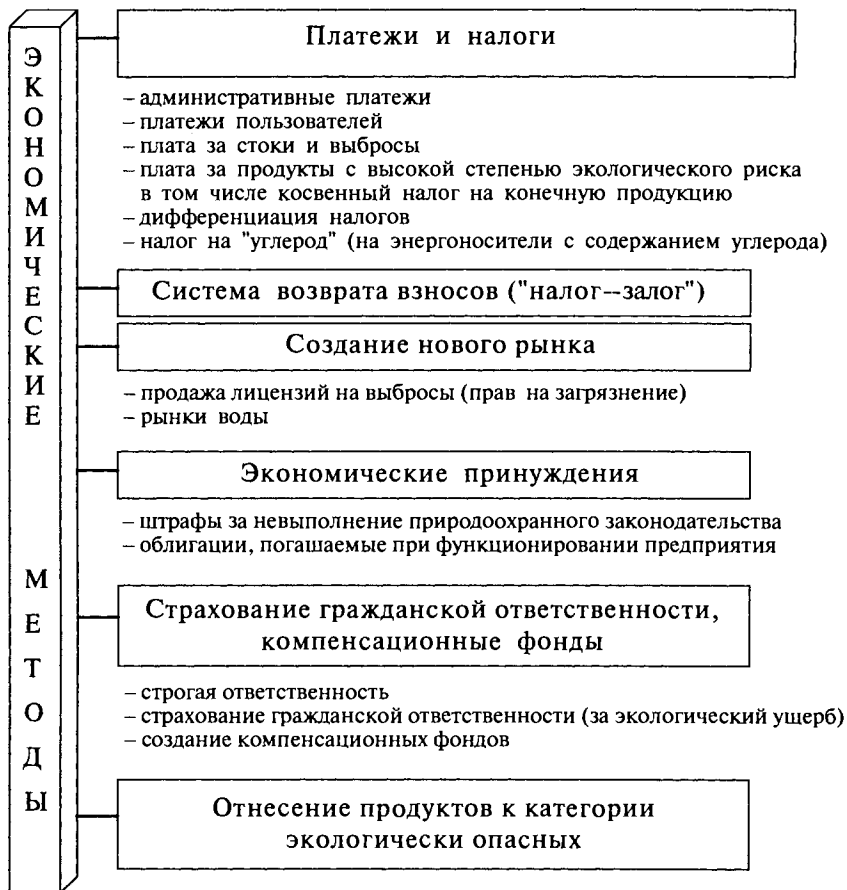 ЭКОНОМИЧЕСКИЕ МЕТОДЫ
Платежи и налоги
– административные платежи
– платежи пользователей
– плата за стоки и выбросы
– плата за продукты с высокой степенью экологического риска
в том числе косвенный налог на конечную продукцию
– дифференциация налогов
– налог на "углерод" (на энергоносители с содержанием углерода)
Система возврата взносов ("налог--залог")
Создание нового рынка
– продажа лицензий на выбросы (прав на загрязнение)
– рынки воды
Экономические принуждения
– штрафы за невыполнение природоохранного законодательства
– облигации, погашаемые при функционировании предприятия
Страхование гражданской ответственности,
компенсационные фонды
– строгая ответственность
– страхование гражданской ответственности (за экологический ущерб)
– создание компенсационных фондов
Отнесение продуктов к категории
экологически опасных